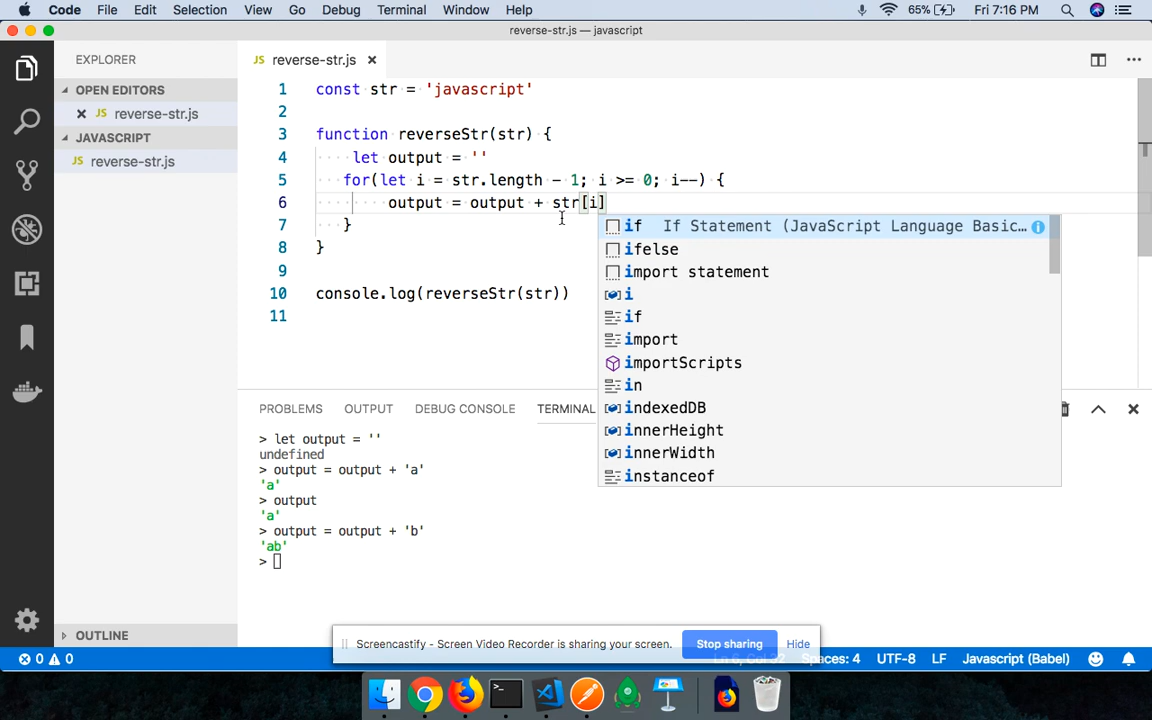 Code File Edit Selection View Go Debug Terminal Window Help 65% Fri 7:16 PM
reverse-str.js — javascript
EXPLORER
OPEN EDITORS
JS reverse-str.js
JAVASCRIPT
JS reverse-str.js
OUTLINE
JS reverse-str.js
1 const str = 'javascript'
2
3 function reverseStr(str) {
4 let output = ''
5 for(let i = str.length - 1; i >= 0; i--) {
6 output = output + str[i]
7 }
8 }
9
10 console.log(reverseStr(str))
11
if If Statement (JavaScript Language Basic...
ifelse
import statement
i
if
import
importScripts
in
indexedDB
innerHeight
innerWidth
instanceof
PROBLEMS OUTPUT DEBUG CONSOLE TERMINAL
> let output = ''
undefined
> output = output + 'a'
'a'
> output
'a'
> output = output + 'b'
'ab'
>
Screencastify - Screen Video Recorder is sharing your screen. Stop sharing Hide
0 0 Spaces: 4 UTF-8 LF Javascript (Babel)